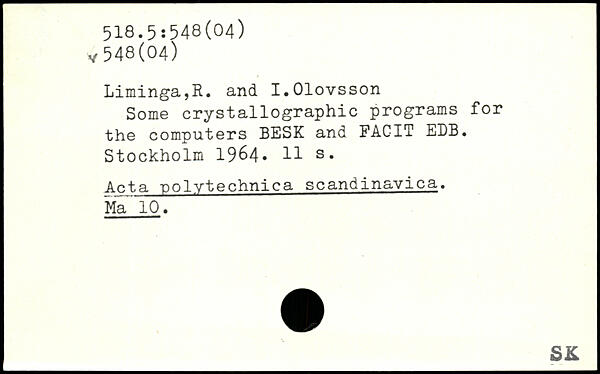 518.5:548(04)
√548(04)
Liminga,R. and I.Olovsson
Some crystallographic programs for
the computers BESK and FACIT EDB.
Stockholm 1964. 11 s.
Acta polytechnica scandinavica.
Ma 10.
SK